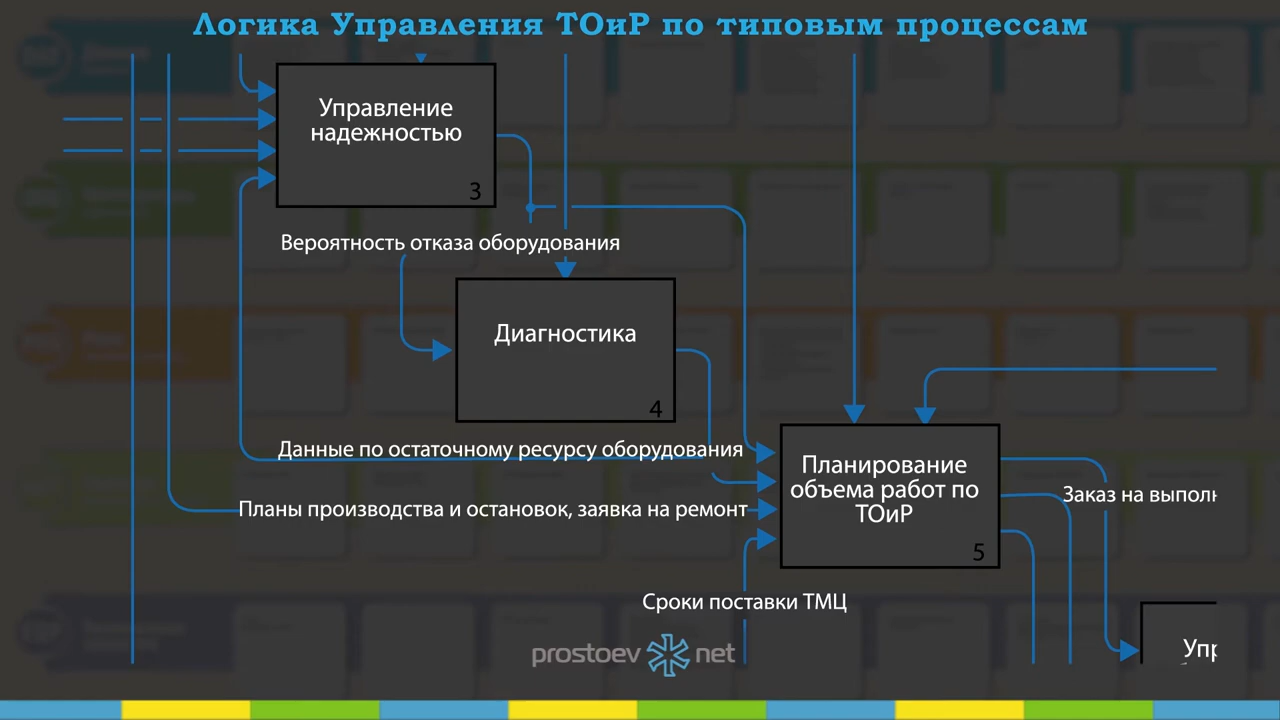 Логика Управления ТОиР по типовым процессам
Управление
надежностью
3
Вероятность отказа оборудования
Диагностика
4
Данные по остаточному ресурсу оборудования
Планирование
объема работ по
ТОиР
5
Заказ на
Планы производства и остановок, заявка на ремонт
Сроки поставки ТМЦ
prostoev net